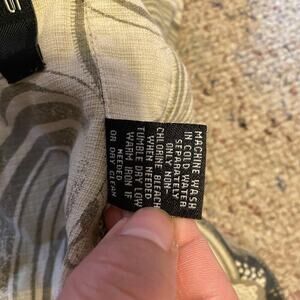 MACHINE WASH
IN COLD WATER
SEPARATELY
ONLY NON-
CHLORINE BLEACH
WHEN NEEDED
TUMBLE DRY LOW
WARM IRON IF
NEEDED
OR DRY CLEAN